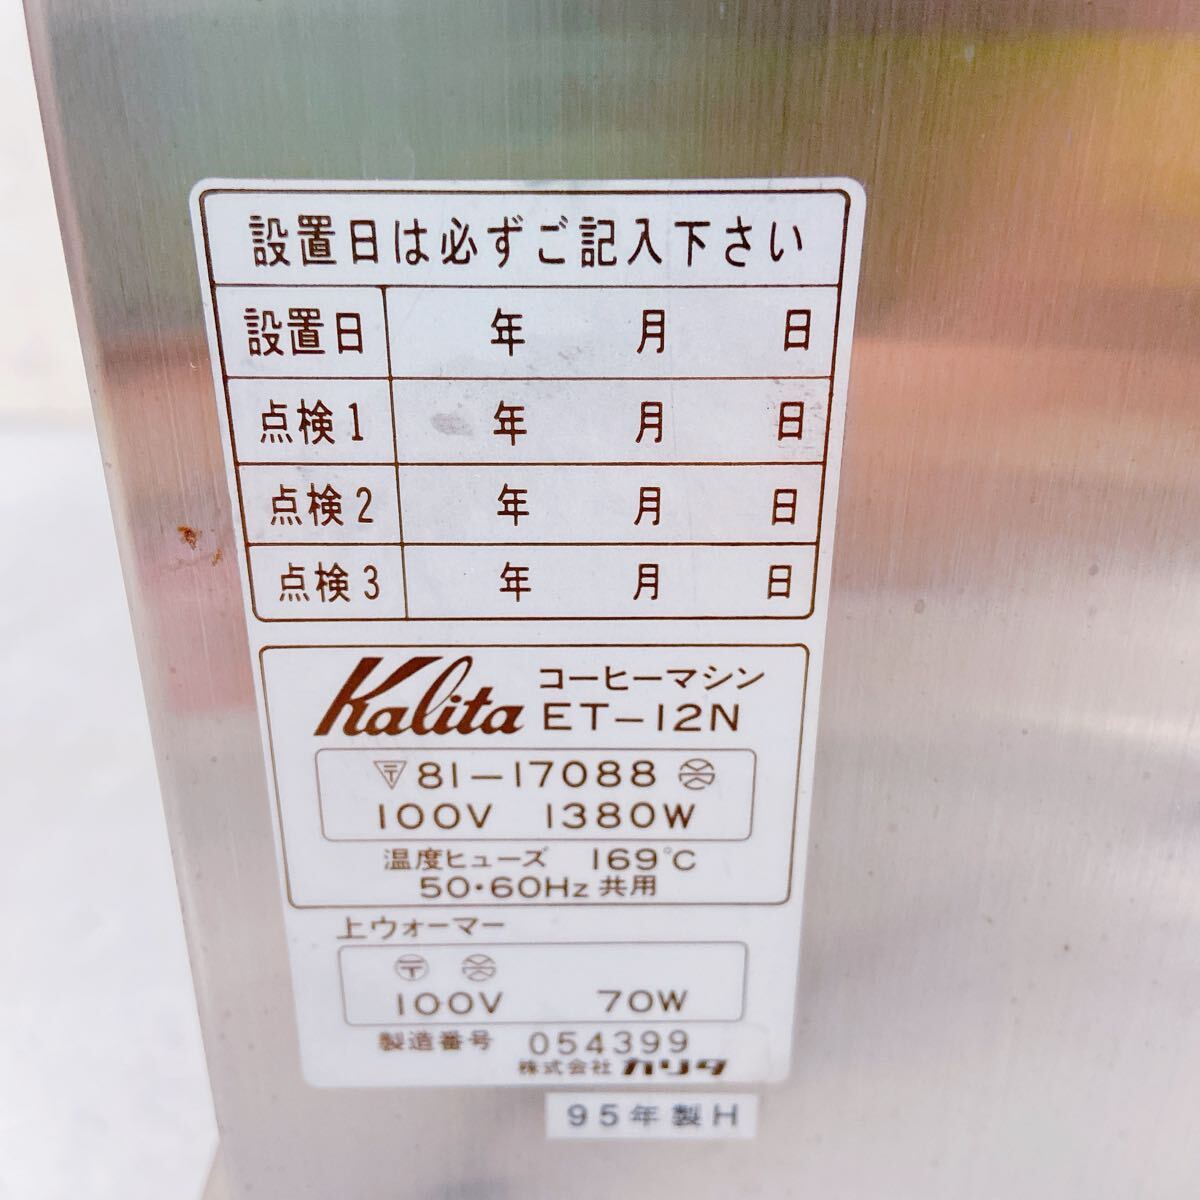 設置日は必ずご記入下さい
設置日 年 月 日
点検1 年 月 日
点検2 年 月 日
点検3 年 月 日
Kalita コーヒーマシン
ET-12N
〒 81-17088
100V 1380W
温度ヒューズ 169℃
50・60Hz 共用
上ウォーマー
〒
100V 70W
製造番号 054399
株式会社 カリタ
95年製H